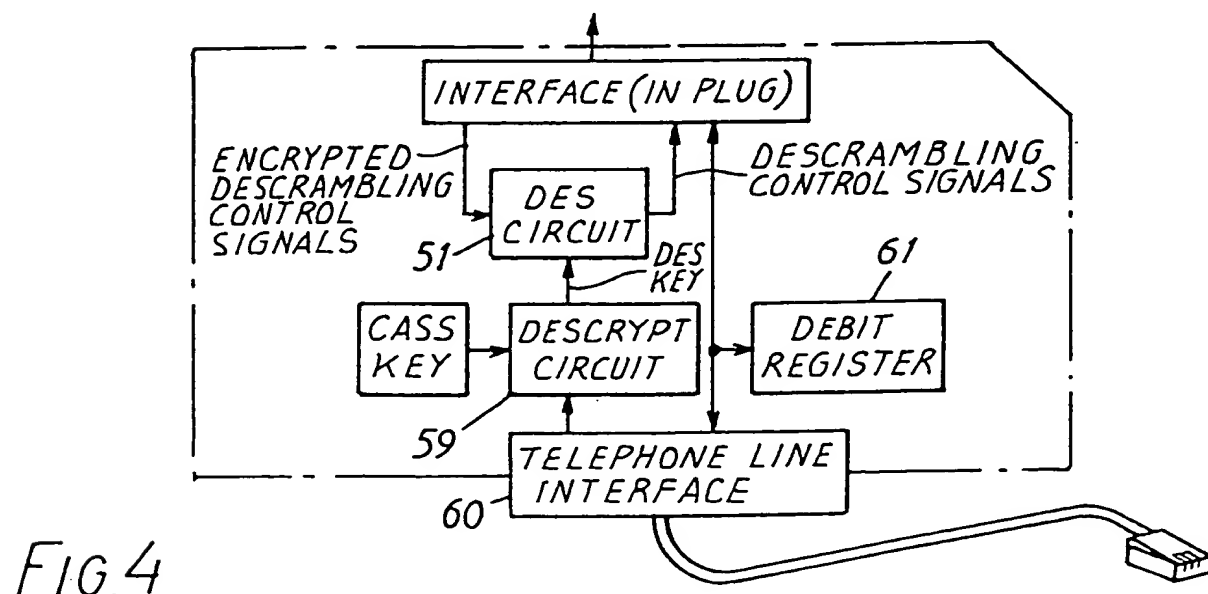 INTERFACE (IN PLUG)
ENCRYPTED
DESCRAMBLING
CONTROL
SIGNALS
DESCRAMBLING
CONTROL SIGNALS
DES
CIRCUIT
51
DES
KEY
61
CASS
KEY
DESCRYPT
CIRCUIT
DEBIT
REGISTER
59
TELEPHONE LINE
INTERFACE
60
FIG.4